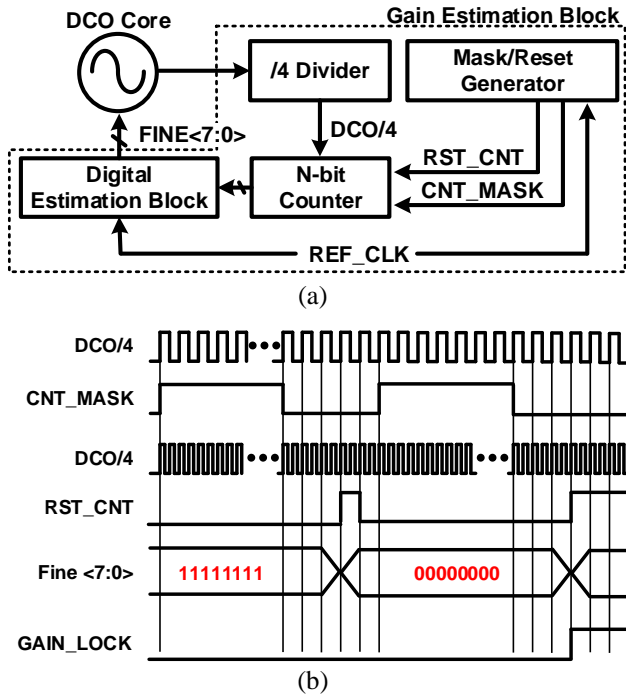 Gain Estimation Block
DCO Core
/4 Divider
Mask/Reset
Generator
FINE<7:0>
DCO/4
RST_CNT
Digital
Estimation Block
N-bit
Counter
CNT_MASK
REF_CLK
(a)
DCO/4
CNT_MASK
DCO/4
RST_CNT
Fine <7:0>
11111111
00000000
GAIN_LOCK
(b)